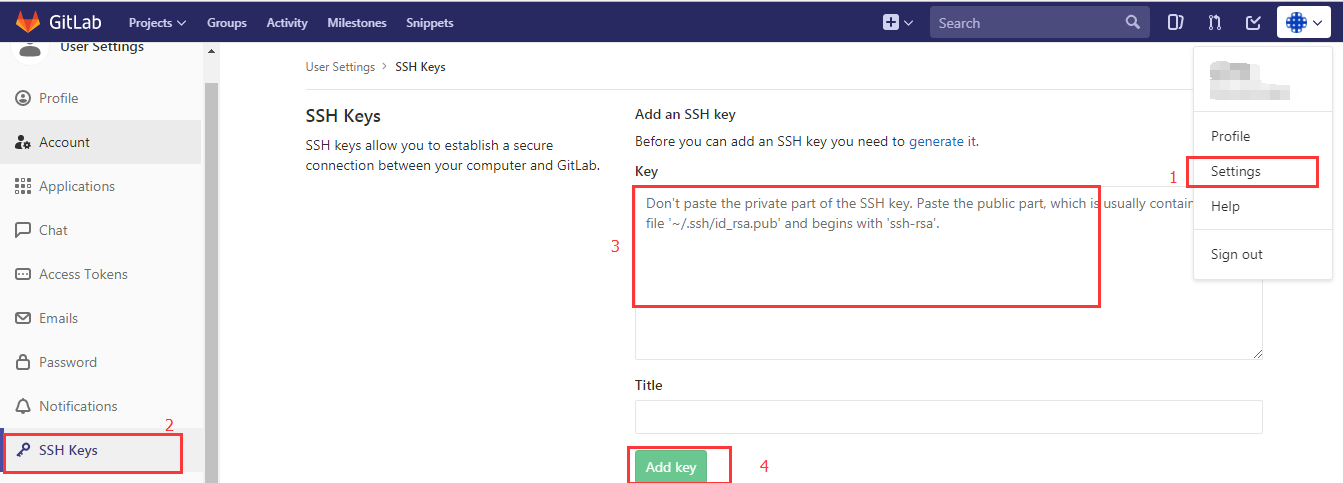 GitLab
Projects
Groups
Activity
Milestones
Snippets
Search
User Settings
Profile
Account
Applications
Chat
Access Tokens
Emails
Password
Notifications
2
SSH Keys
User Settings > SSH Keys
SSH Keys
SSH keys allow you to establish a secure
connection between your computer and GitLab.
Add an SSH key
Before you can add an SSH key you need to generate it.
Key
Don't paste the private part of the SSH key. Paste the public part, which is usually contain
file '~/.ssh/id_rsa.pub' and begins with 'ssh-rsa'.
3
Title
Add key
4
Profile
1
Settings
Help
Sign out